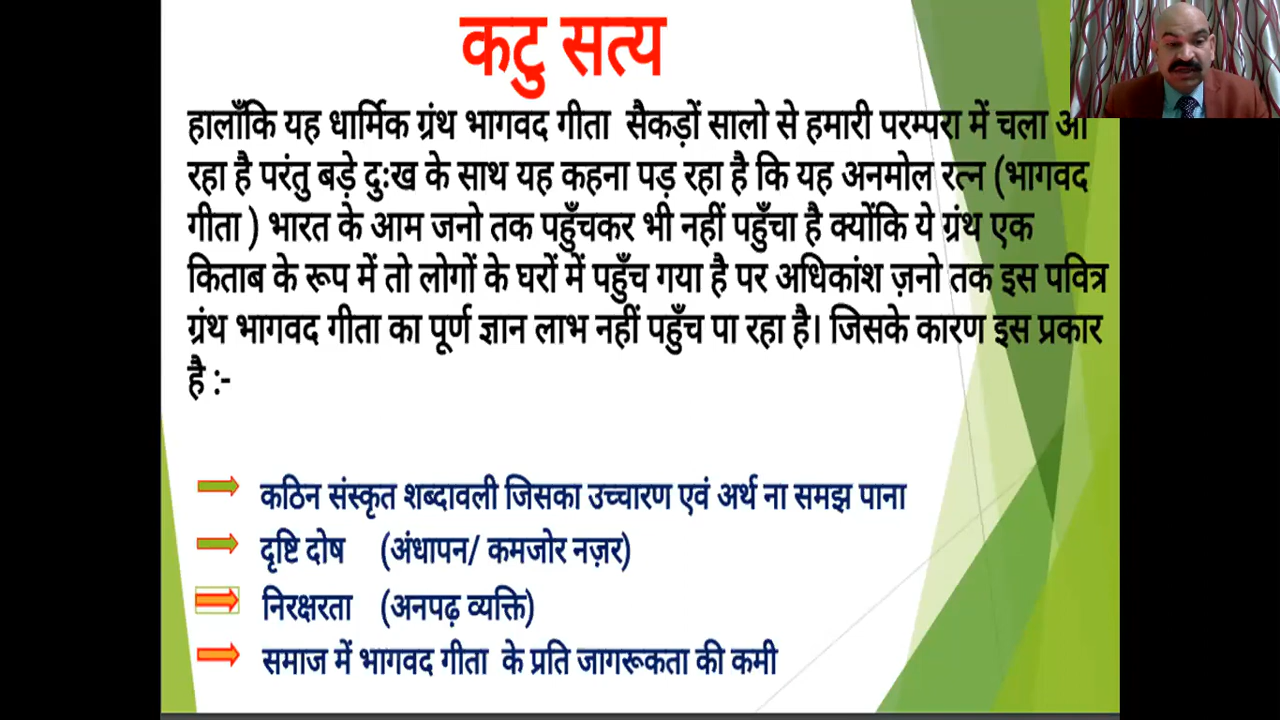 कटु सत्य
हालाँकि यह धार्मिक ग्रंथ भागवद गीता सैकड़ों सालो से हमारी परम्परा में चला आ
रहा है परंतु बड़े दुःख के साथ यह कहना पड़ रहा है कि यह अनमोल रत्न (भागवद
गीता ) भारत के आम जनो तक पहुँचकर भी नहीं पहुँचा है क्योंकि ये ग्रंथ एक
किताब के रूप में तो लोगों के घरों में पहुँच गया है पर अधिकांश ज़नो तक इस पवित्र
ग्रंथ भागवद गीता का पूर्ण ज्ञान लाभ नहीं पहुँच पा रहा है। जिसके कारण इस प्रकार
है :-
कठिन संस्कृत शब्दावली जिसका उच्चारण एवं अर्थ ना समझ पाना
दृष्टि दोष (अंधापन/ कमजोर नज़र)
निरक्षरता (अनपढ़ व्यक्ति)
समाज में भागवद गीता के प्रति जागरूकता की कमी